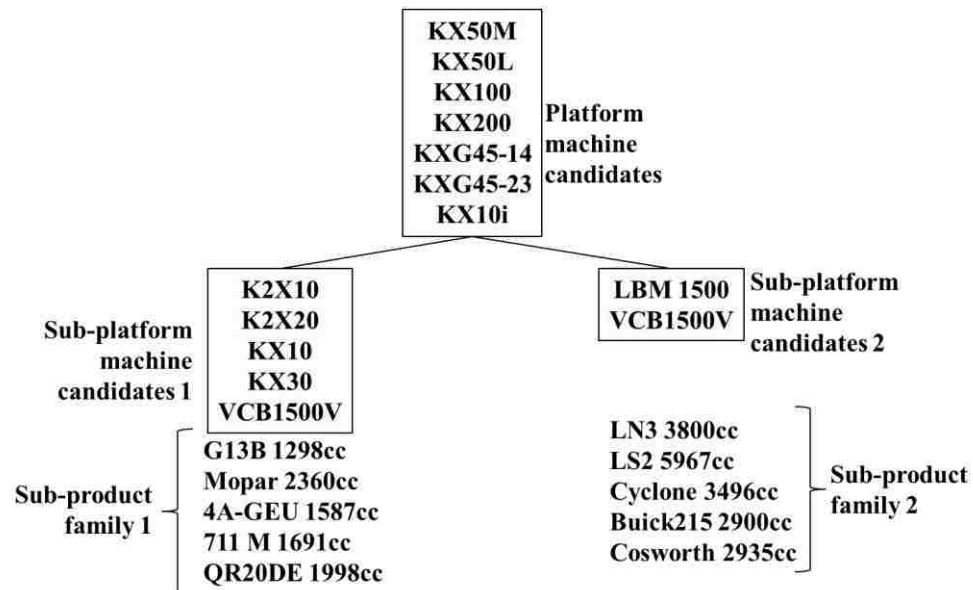 KX50M
KX50L
KX100
KX200
KXG45-14
KXG45-23
KX10i
Platform
machine
candidates
K2X10
K2X20
KX10
KX30
VCB1500V
Sub-platform
machine
candidates 1
LBM 1500
VCB1500V
Sub-platform
machine
candidates 2
G13B 1298cc
Mopar 2360cc
4A-GEU 1587cc
711 M 1691cc
QR20DE 1998cc
Sub-product
family 1
LN3 3800cc
LS2 5967cc
Cyclone 3496cc
Buick215 2900cc
Cosworth 2935cc
Sub-product
family 2